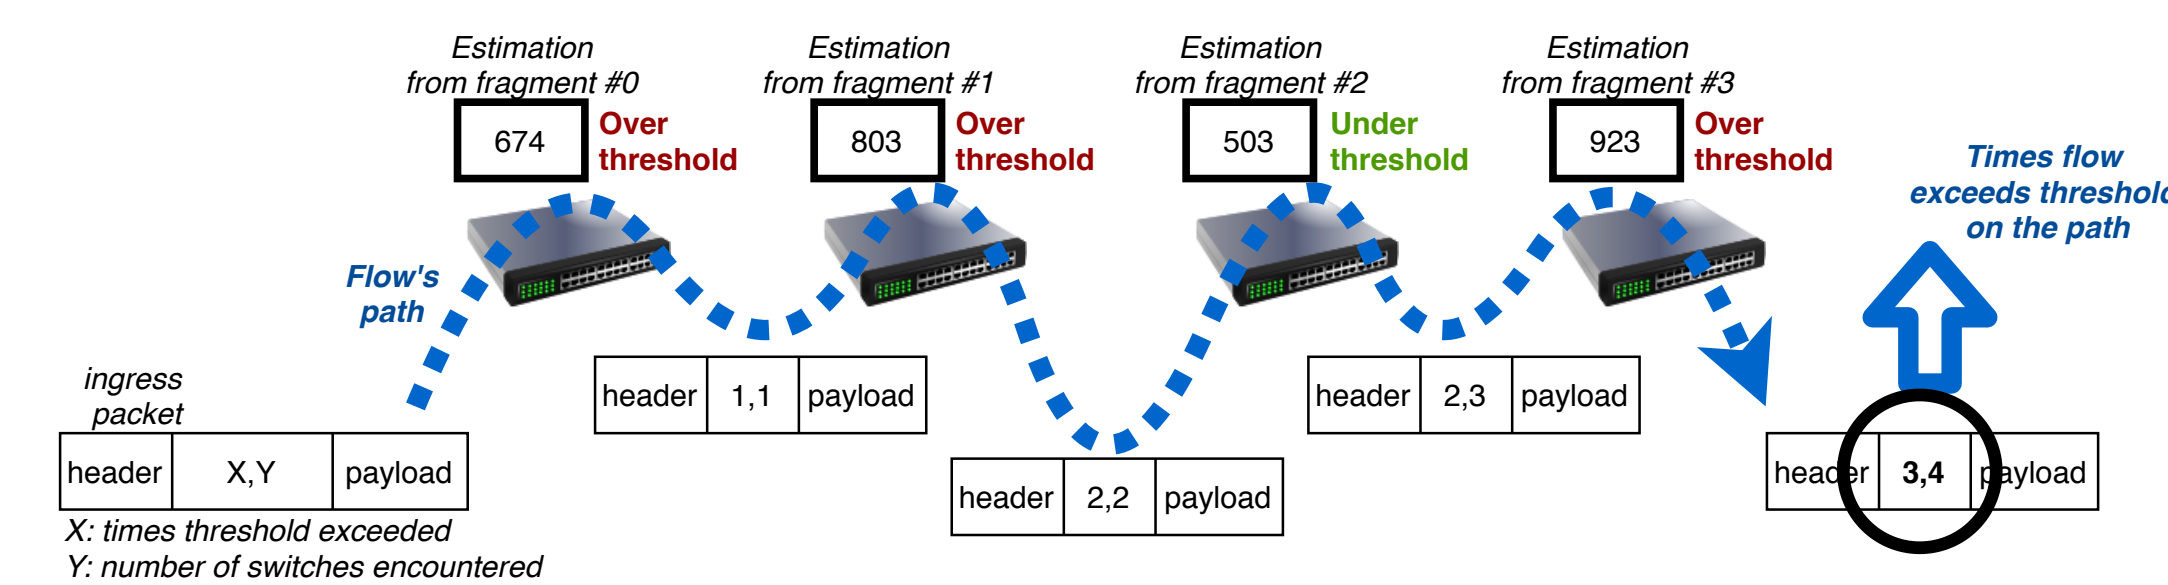 Estimation
from fragment #0
674
Over
threshold
Estimation
from fragment #1
803
Over
threshold
Estimation
from fragment #2
503
Under
threshold
Estimation
from fragment #3
923
Over
threshold
Times flow
exceeds threshold
on the path
Flow's
path
ingress
packet
header X,Y payload
X: times threshold exceeded
Y: number of switches encountered
header 1,1 payload
header 2,2 payload
header 2,3 payload
header 3,4 payload